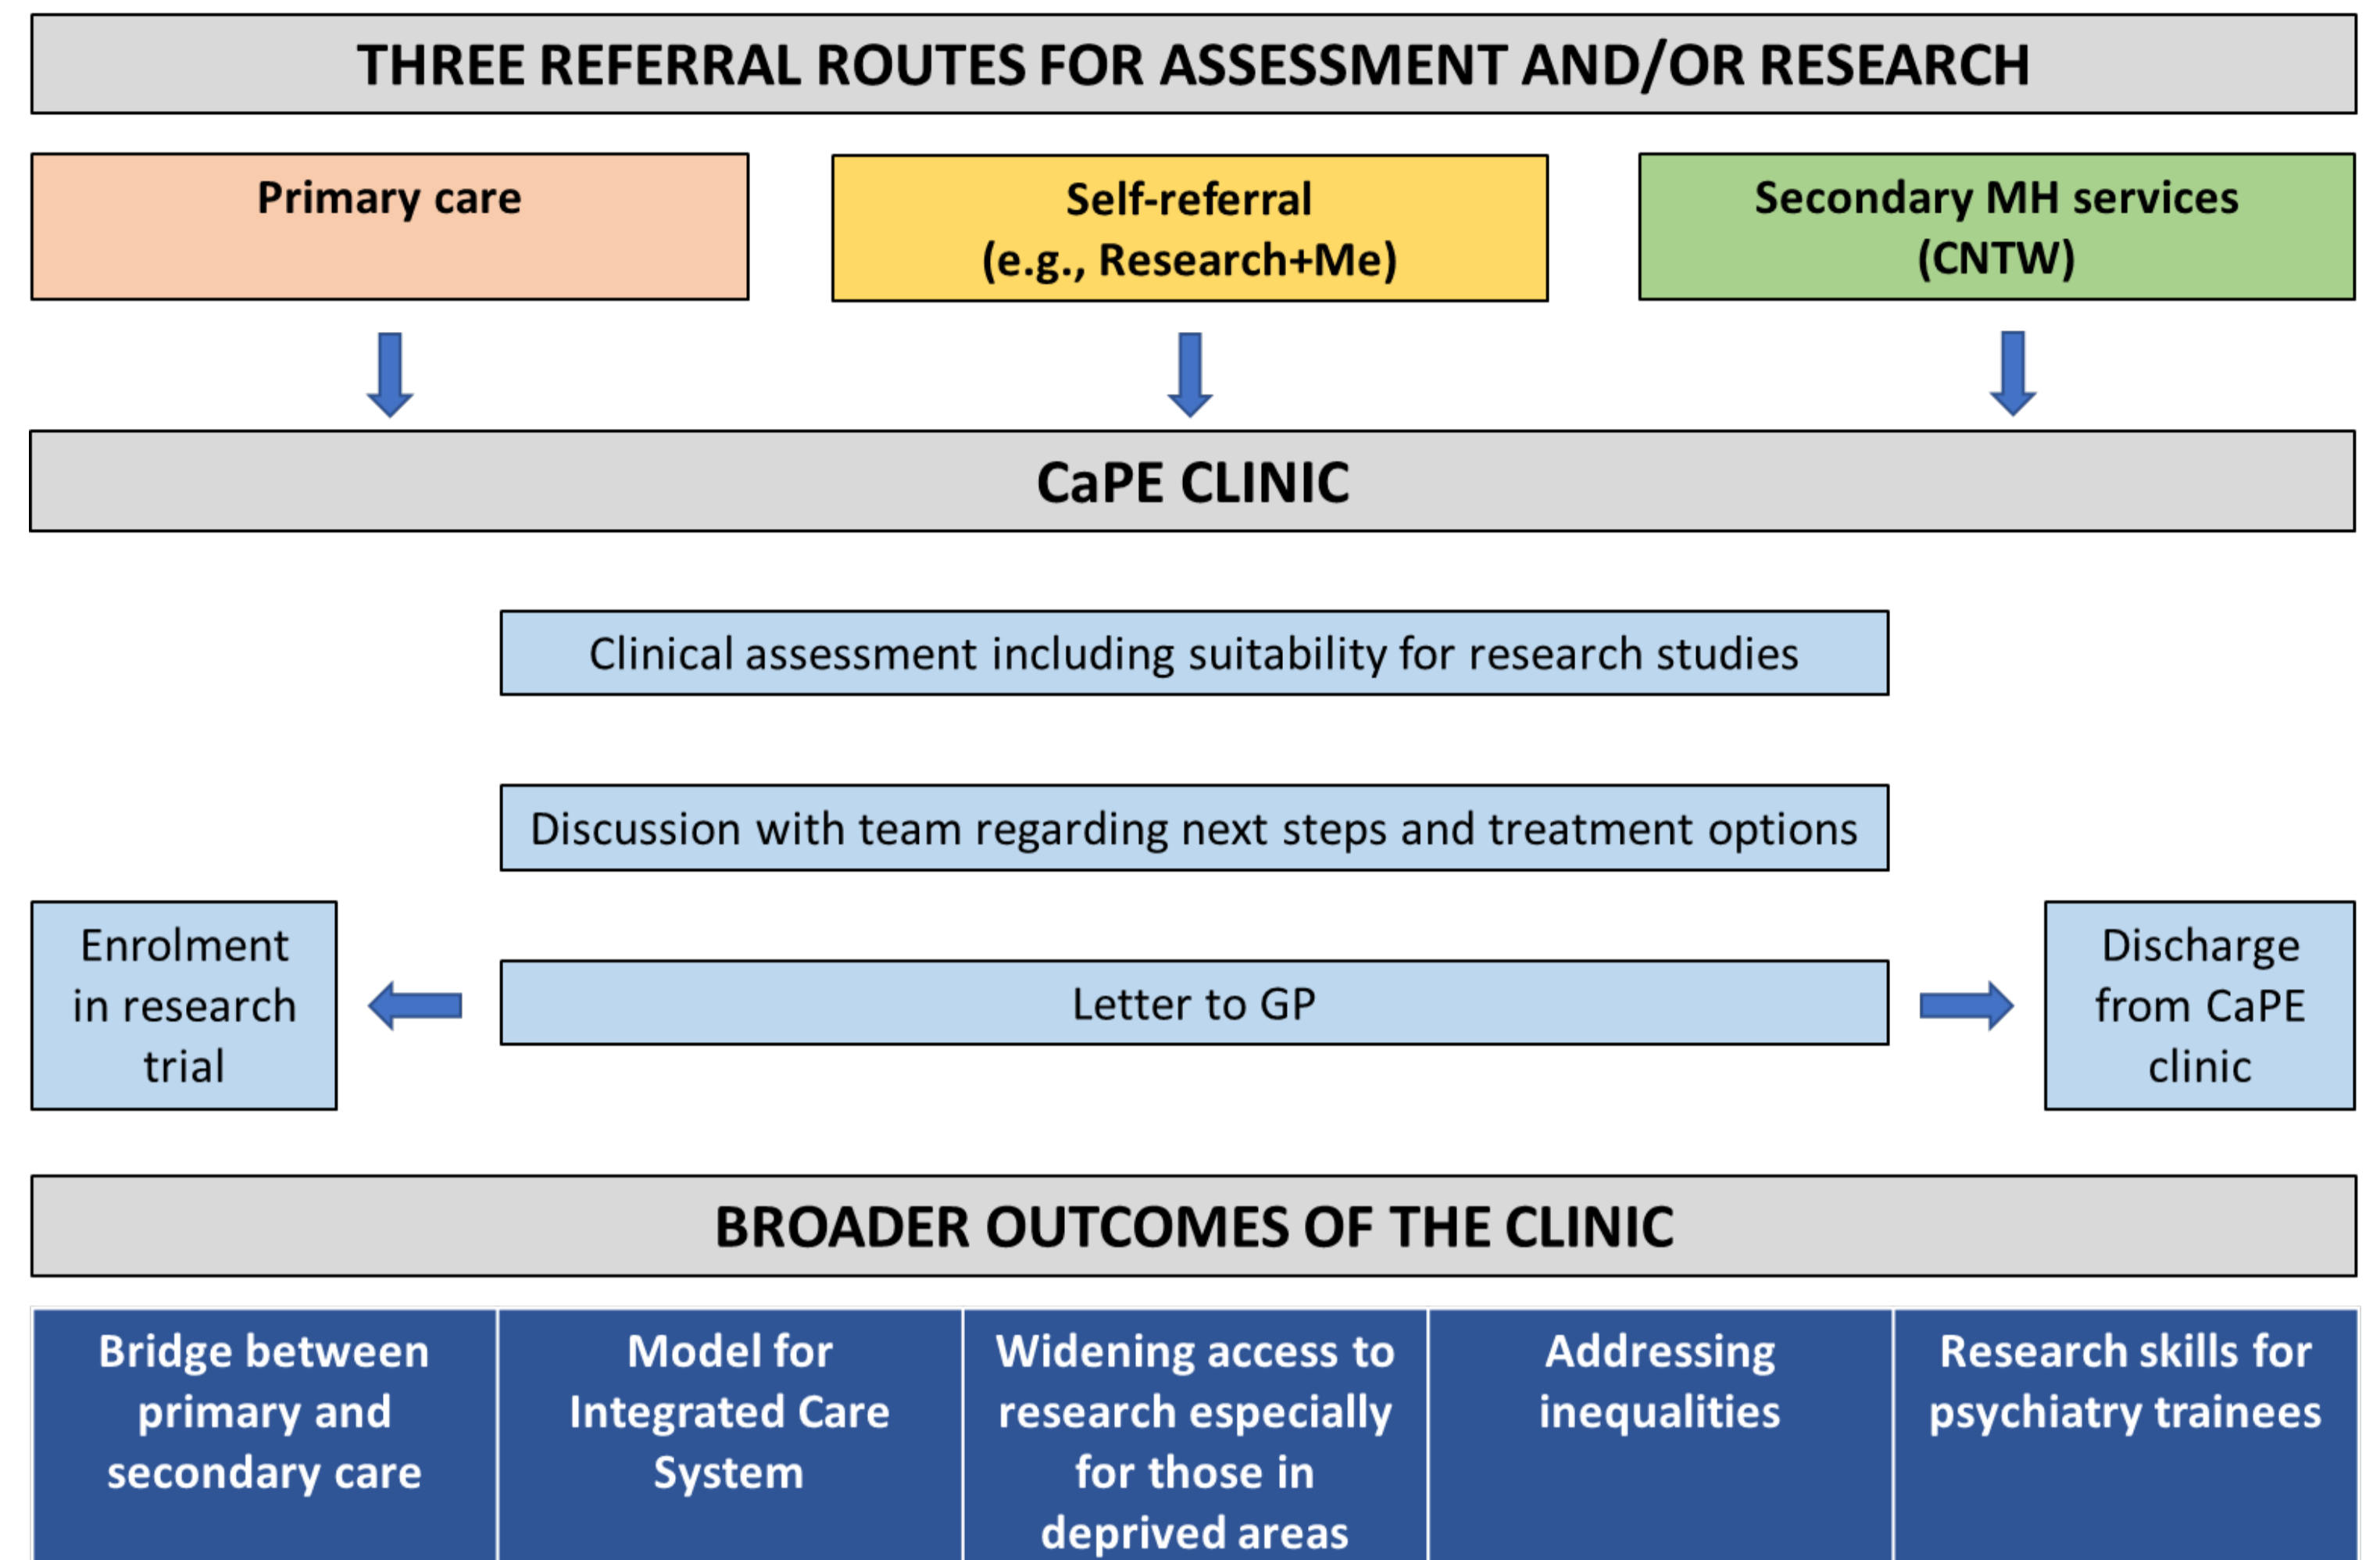 THREE REFERRAL ROUTES FOR ASSESSMENT AND/OR RESEARCH
Primary care
Self-referral
(e.g., Research+Me)
Secondary MH services
(CNTW)
CaPE CLINIC
Clinical assessment including suitability for research studies
Discussion with team regarding next steps and treatment options
Enrolment
in research
trial
Letter to GP
Discharge
from CaPE
clinic
BROADER OUTCOMES OF THE CLINIC
Bridge between
primary and
secondary care
Model for
Integrated Care
System
Widening access to
research especially
for those in
deprived areas
Addressing
inequalities
Research skills for
psychiatry trainees